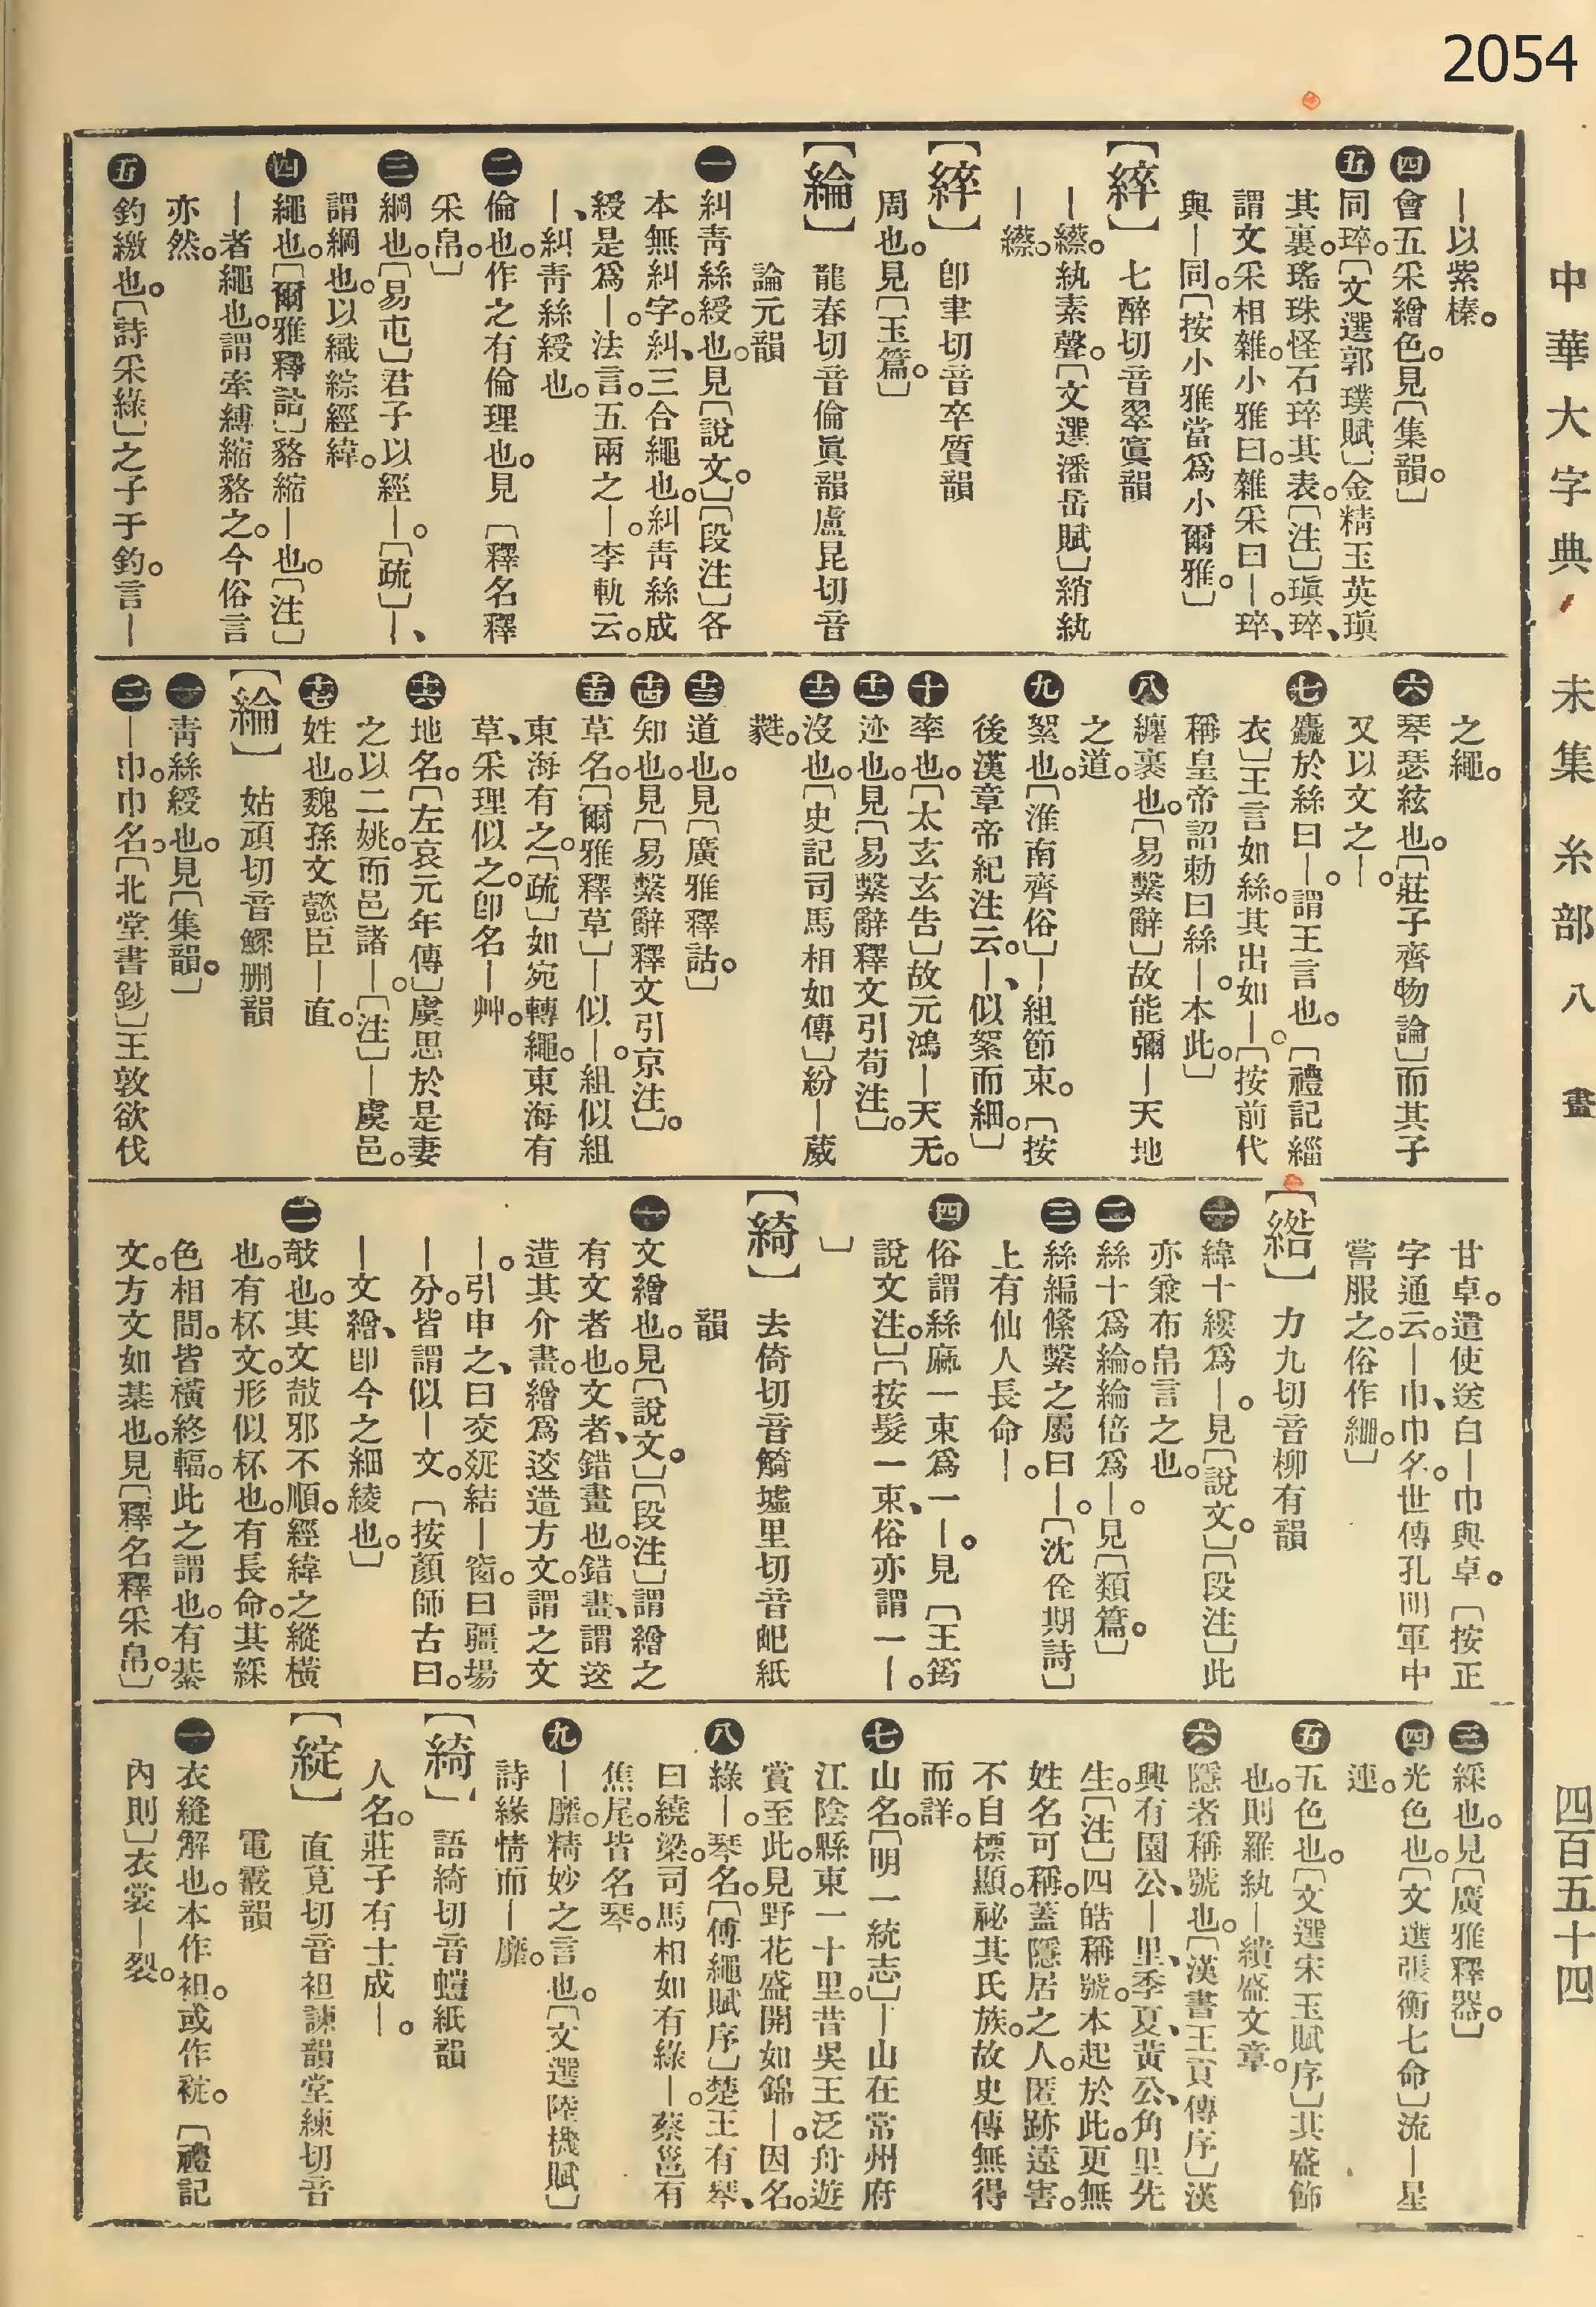 2054
中華大字典 未集 糸部 八畫 四百五十四
｜以紫榛。
四 會五采繒色。見〔集韻。〕
五 同琗。〔文選郭璞賦〕金精玉英瑱
其裏。瑤珠怪石琗其表。〔注〕瑱琗、
謂文采相雜。小雅曰。雜采曰｜。琗、
與｜同。〔按小雅當爲小爾雅。〕
〔綷〕 七醉切音翠寘韻
｜䌨。紈素聲。〔文選潘岳賦〕綃紈
｜䌨。
〔綷〕 卽聿切音卒質韻
周也。見〔玉篇。〕
〔綸〕 龍春切音倫眞韻盧昆切音
論元韻
一 糾靑絲綬也。見〔說文。〕〔段注〕各
本無糾字。糾、三合繩也。糾靑絲成
綬是爲｜。法言。五兩之｜。李軌云。
｜、糾靑絲綬也。
二 倫也。作之有倫理也。見〔釋名釋
采帛。〕
三 綱也。〔易屯〕君子以經｜。〔疏〕｜、
謂綱也。以織綜經緯。
四 繩也。〔爾雅釋詁〕貉縮｜也。〔注〕
｜者繩也。謂牽縛縮貉之。今俗言
亦然。
五 釣繳也。〔詩采綠〕之子于釣。言｜
之繩。
六 琴瑟絃也。〔莊子齊物論〕而其子
又以文之｜。
七 麤於絲曰｜。謂王言也。〔禮記緇
衣〕王言如絲。其出如｜。〔按前代
稱皇帝詔勅曰絲｜。本此。〕
八 纏裹也。〔易繫辭〕故能彌｜天地
之道。
九 絮也。〔淮南齊俗〕｜組節束。〔按
後漢章帝紀注云。｜、似絮而細。〕
十 率也。〔太玄玄告〕故元鴻｜天无。
十一 迹也。見〔易繫辭釋文引荀注〕。
十二 沒也。〔史記司馬相如傳〕紛｜葳
蕤。
十三 道也。見〔廣雅釋詁。〕
十四 知也。見〔易繫辭釋文引京注〕。
十五 草名。〔爾雅釋草〕｜似｜。組似組
東海有之。〔疏〕如宛轉繩。東海有
草、采理似之。卽名｜艸。
十六 地名。〔左哀元年傳〕虞思於是妻
之以二姚。而邑諸｜。〔注〕｜虞邑。
十七 姓也。魏孫文懿臣｜直。
〔綸〕 姑頑切音鰥刪韻
一 靑絲綬也。見〔集韻。〕
二 ｜巾。巾名。〔北堂書鈔〕王敦欲伐
甘卓。遣使送白｜巾與卓。〔按正
字通云。｜巾、巾名。世傳孔明軍中
嘗服之。俗作繃。〕
〔綹〕 力九切音柳有韻
一 緯十縷爲｜。見〔說文。〕〔段注〕此
亦兼布帛言之也。
二 絲十爲綸。綸倍爲｜。見〔類篇。〕
三 絲編絛繫之屬曰｜。〔沈佺期詩〕
上有仙人長命｜。
四 俗謂絲麻一束爲一｜。見〔王筠
說文注。〕〔按髮一束、俗亦謂一｜。
〕
〔綺〕 去倚切音觭墟里切音𡶏紙
韻
一 文繒也。見〔說文。〕〔段注〕謂繒之
有文者也。文者、錯畫也。錯畫、謂这
造其介畫。繒爲这造方文。謂之文
｜。引申之、曰交疏結｜窗。曰疆場
｜分。皆謂似｜文。〔按顏師古曰。
｜文繒、卽今之細綾也。〕
二 敧也。其文敧邪不順。經緯之縱橫
也。有杯文。形似杯也。有長命。其綵
色相間。皆橫終輻。此之謂也。有棊
文。方文如棊也。見〔釋名釋采帛。〕
三 綵也。見〔廣雅釋器。〕
四 光色也。〔文選張衡七命〕流｜星
連。
五 五色也。〔文選宋玉賦序〕其盛飾
也。則羅紈｜繢盛文章。
六 隱者稱號也。〔漢書王貢傳序〕漢
興有園公、｜里、季夏、黃公、角里先
生。〔注〕四皓稱號。本起於此。更無
姓名可稱。蓋隱居之人。匿跡遠害。
不自標顯。祕其氏族。故史傳無得
而詳。
七 山名。〔明一統志。〕｜山在常州府
江陰縣東一十里。昔吳王泛舟遊
賞至此。見野花盛開如錦｜。因名。
八 綠｜。琴名。〔傅繩賦序〕楚王有琴、
曰繞梁。司馬相如有綠｜。蔡邕有
焦尾。皆名琴。
九 ｜靡。精妙之言也。〔文選陸機賦〕
詩緣情而｜靡。
〔綺〕 語綺切音螘紙韻
人名。莊子有士成｜。
〔綻〕 直莧切音袒諫韻堂練切音
電霰韻
一 衣縫解也。本作袒。或作䘺。〔禮記
內則〕衣裳｜裂。